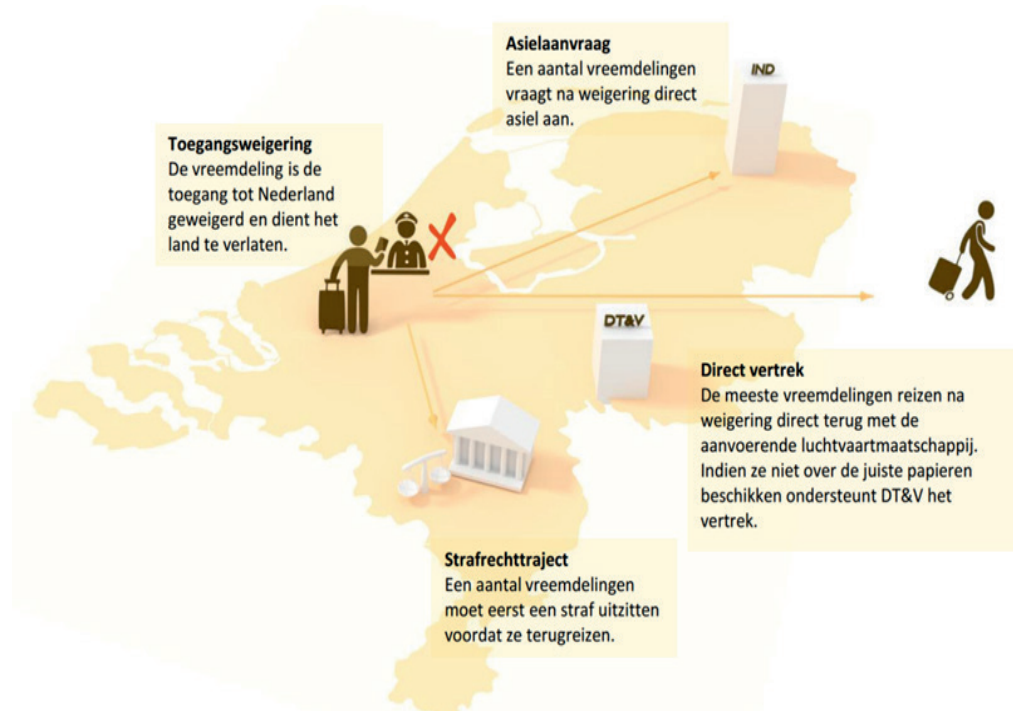 Asielaanvraag
Een aantal vreemdelingen
vraagt na weigering direct
asiel aan.
IND
Toegangsweigering
De vreemdeling is de
toegang tot Nederland
geweigerd en dient het
land te verlaten.
DT&V
Direct vertrek
De meeste vreemdelingen reizen na
weigering direct terug met de
aanvoerende luchtvaartmaatschappij.
Indien ze niet over de juiste papieren
beschikken ondersteunt DT&V het
vertrek.
Strafrechttraject
Een aantal vreemdelingen
moet eerst een straf uitzitten
voordat ze terugreizen.